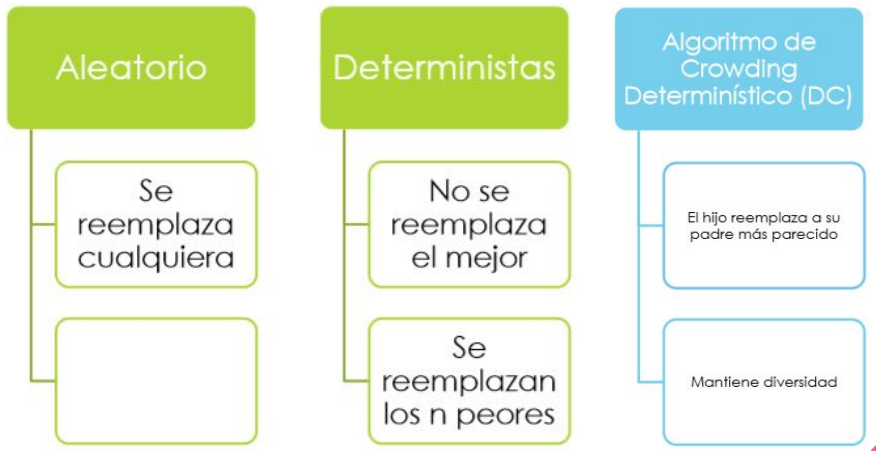 Aleatorio
Se
reemplaza
cualquiera
Deterministas
No se
reemplaza
el mejor
Se
reemplazan
los n peores
Algoritmo de
Crowding
Determinístico (DC)
El hijo reemplaza a su
padre más parecido
Mantiene diversidad